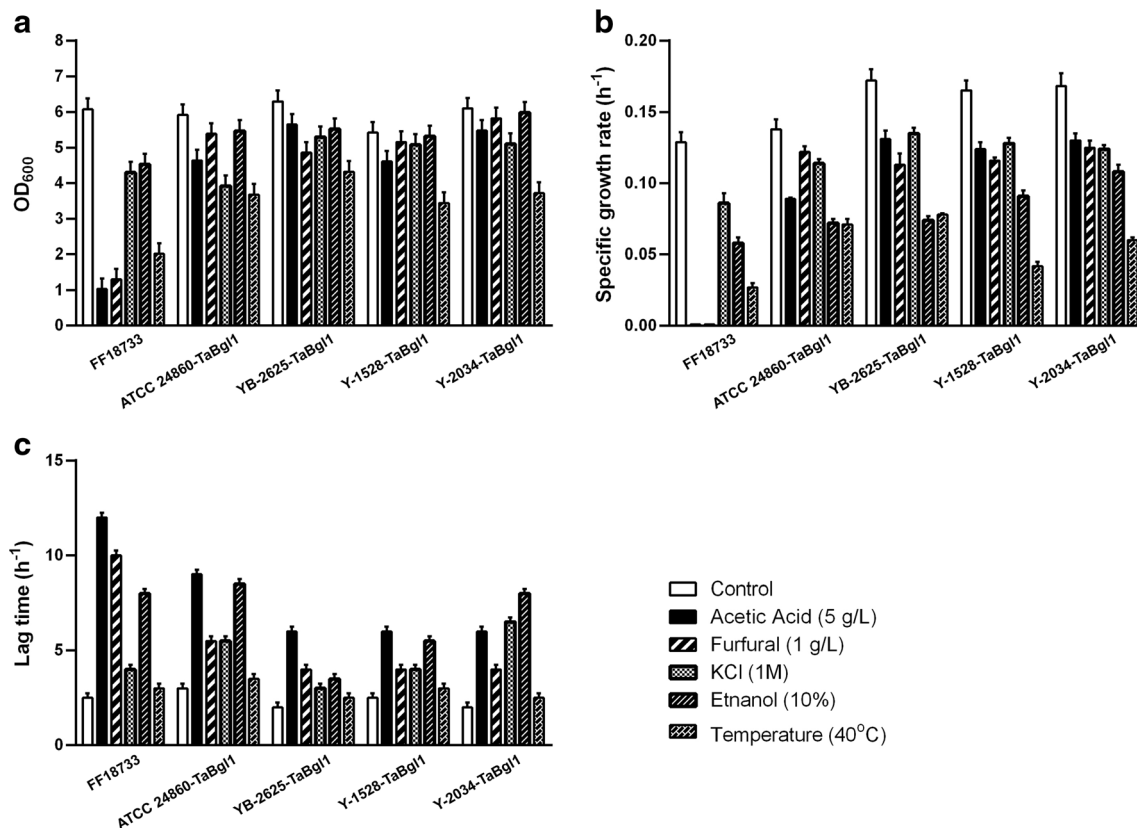 a
8
7
6
5
4
3
2
1
0
OD600
FF18733
ATCC 24860-TaBgl1
YB-2625-TaBgl1
Y-1528-TaBgl1
Y-2034-TaBgl1
b
0.20
0.15
0.10
0.05
0.00
Specific growth rate (h⁻¹)
FF18733
ATCC 24860-TaBgl1
YB-2625-TaBgl1
Y-1528-TaBgl1
Y-2034-TaBgl1
c
15
10
5
0
Lag time (h⁻¹)
FF18733
ATCC 24860-TaBgl1
YB-2625-TaBgl1
Y-1528-TaBgl1
Y-2034-TaBgl1
Control
Acetic Acid (5 g/L)
Furfural (1 g/L)
KCl (1M)
Etnanol (10%)
Temperature (40°C)